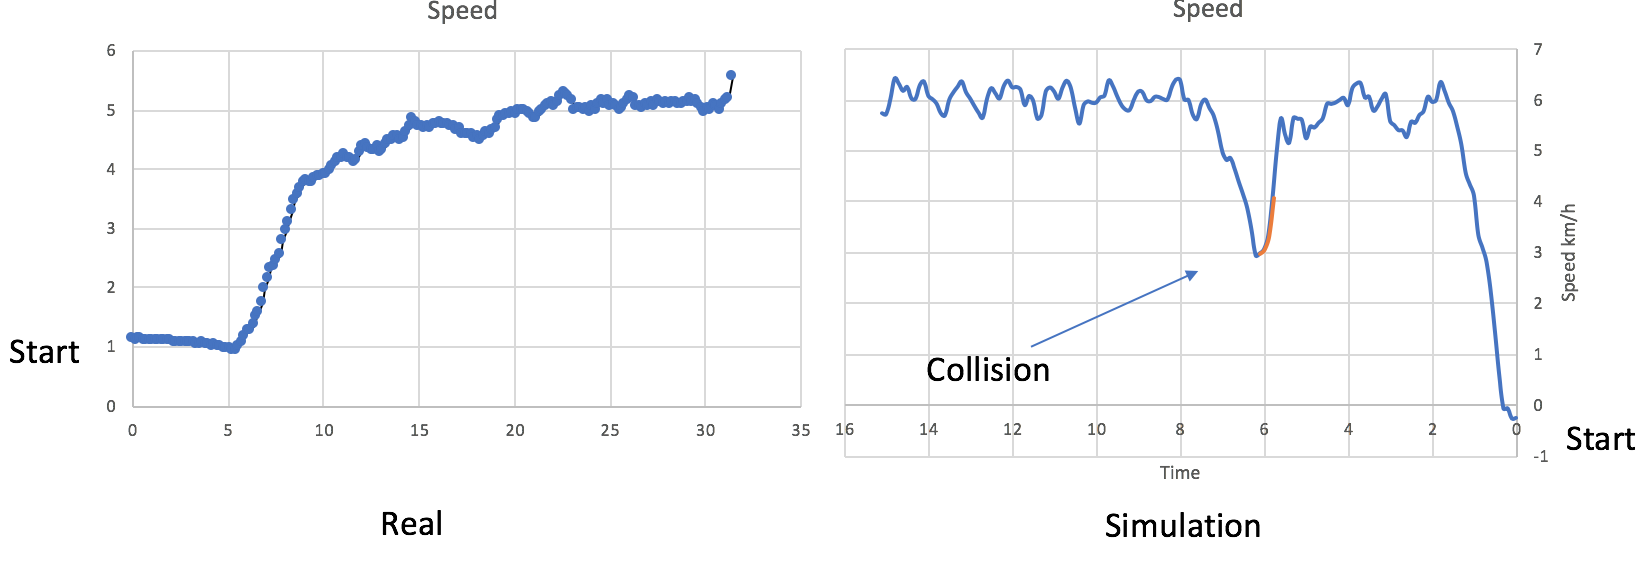 Speed
6
5
4
3
2
1
0
0 5 10 15 20 25 30 35
Start
Real
Speed
7
6
5
4
3
2
1
0
-1
Speed km/h
16 14 12 10 8 6 4 2 0
Time
Collision
Start
Simulation